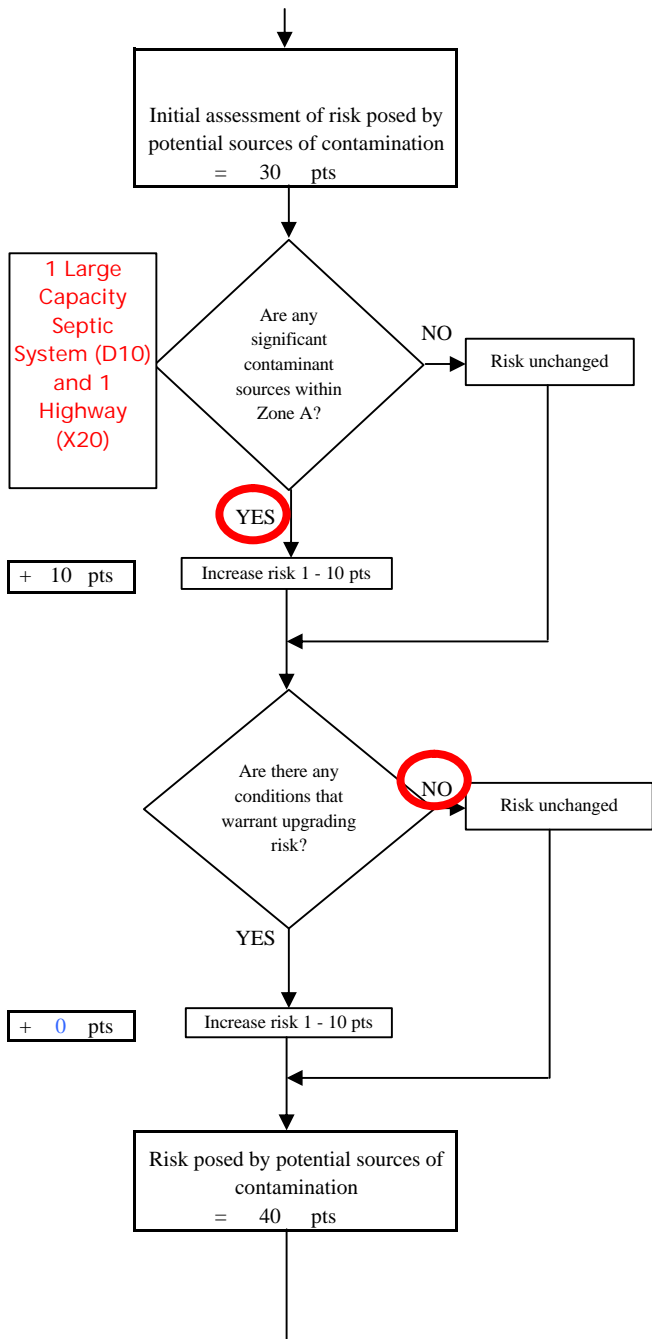 Initial assessment of risk posed by
potential sources of contamination
= 30 pts
1 Large
Capacity
Septic
System (D10)
and 1
Highway
(X20)
Are any
significant
contaminant
sources within
Zone A?
NO
Risk unchanged
YES
+ 10 pts
Increase risk 1 - 10 pts
Are there any
conditions that
warrant upgrading
risk?
NO
Risk unchanged
YES
+ 0 pts
Increase risk 1 - 10 pts
Risk posed by potential sources of
contamination
= 40 pts